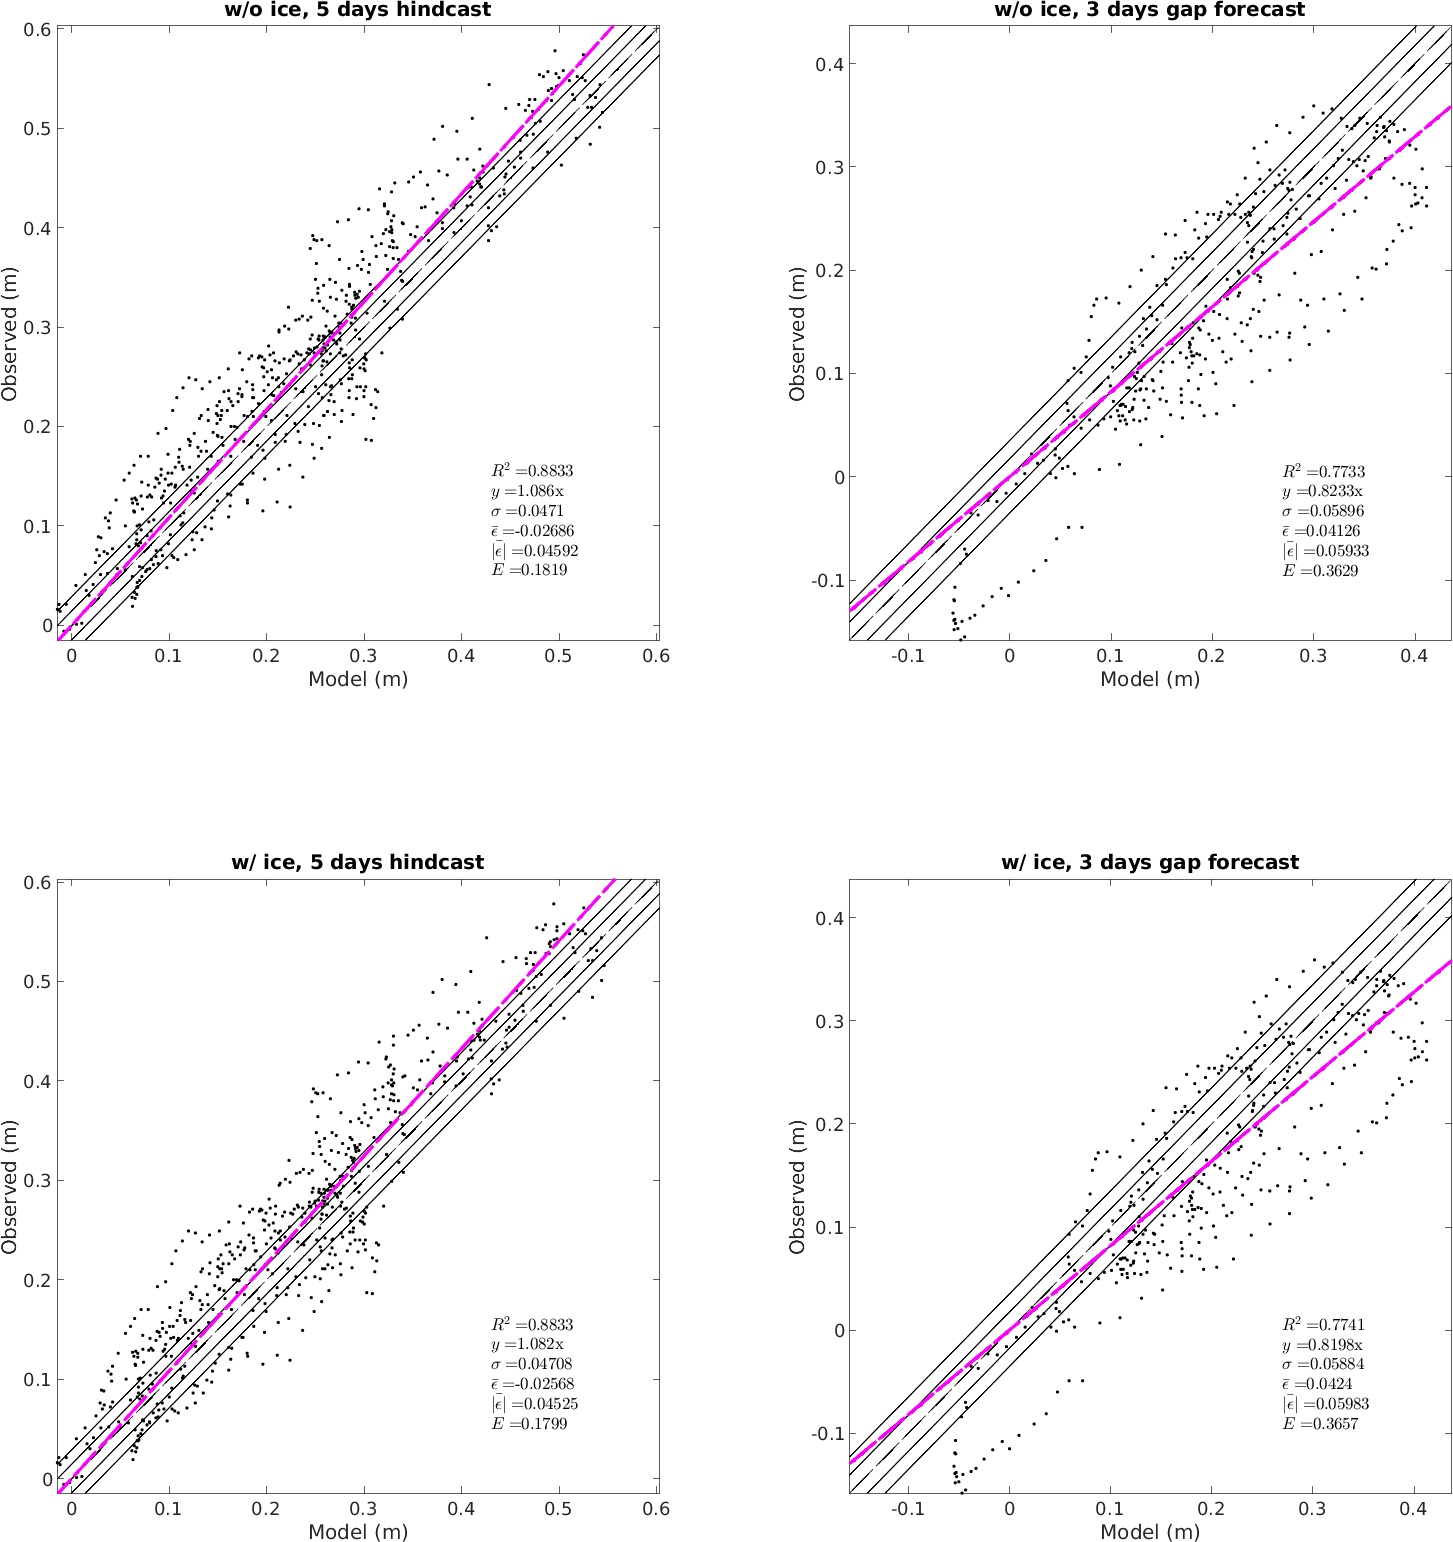 w/o ice, 5 days hindcast
0.6
0.5
0.4
0.3
0.2
0.1
0
Observed (m)
R² =0.8833
y =1.086x
σ =0.0471
ε̄ =-0.02686
|ε̄| =0.04592
E =0.1819
0 0.1 0.2 0.3 0.4 0.5 0.6
Model (m)
w/o ice, 3 days gap forecast
0.4
0.3
0.2
0.1
0
-0.1
Observed (m)
R² =0.7733
y =0.8233x
σ =0.05896
ε̄ =0.04126
|ε̄| =0.05933
E =0.3629
-0.1 0 0.1 0.2 0.3 0.4
Model (m)
w/ ice, 5 days hindcast
0.6
0.5
0.4
0.3
0.2
0.1
0
Observed (m)
R² =0.8833
y =1.082x
σ =0.04708
ε̄ =-0.02568
|ε̄| =0.04525
E =0.1799
0 0.1 0.2 0.3 0.4 0.5 0.6
Model (m)
w/ ice, 3 days gap forecast
0.4
0.3
0.2
0.1
0
-0.1
Observed (m)
R² =0.7741
y =0.8198x
σ =0.05884
ε̄ =0.0424
|ε̄| =0.05983
E =0.3657
-0.1 0 0.1 0.2 0.3 0.4
Model (m)